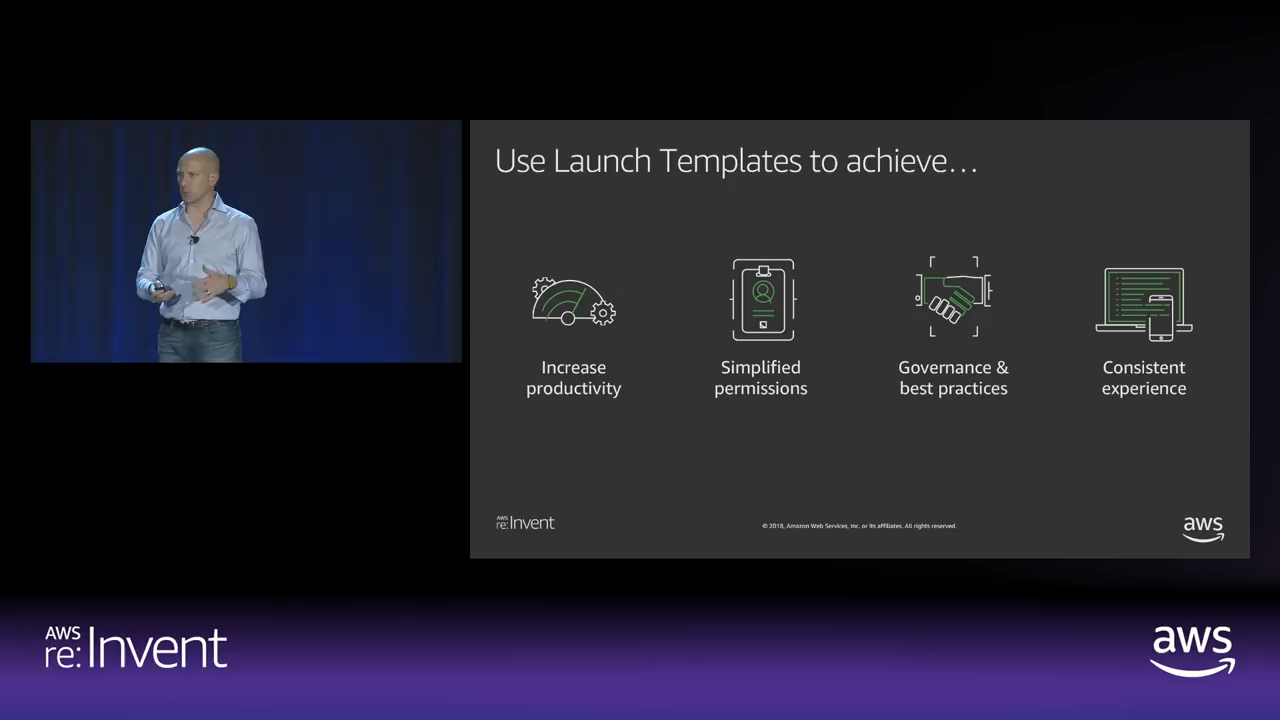 Use Launch Templates to achieve…
Increase
productivity
Simplified
permissions
Governance &
best practices
Consistent
experience
AWS
re:Invent
© 2018, Amazon Web Services, Inc. or its affiliates. All rights reserved.
aws
AWS
re:Invent
aws